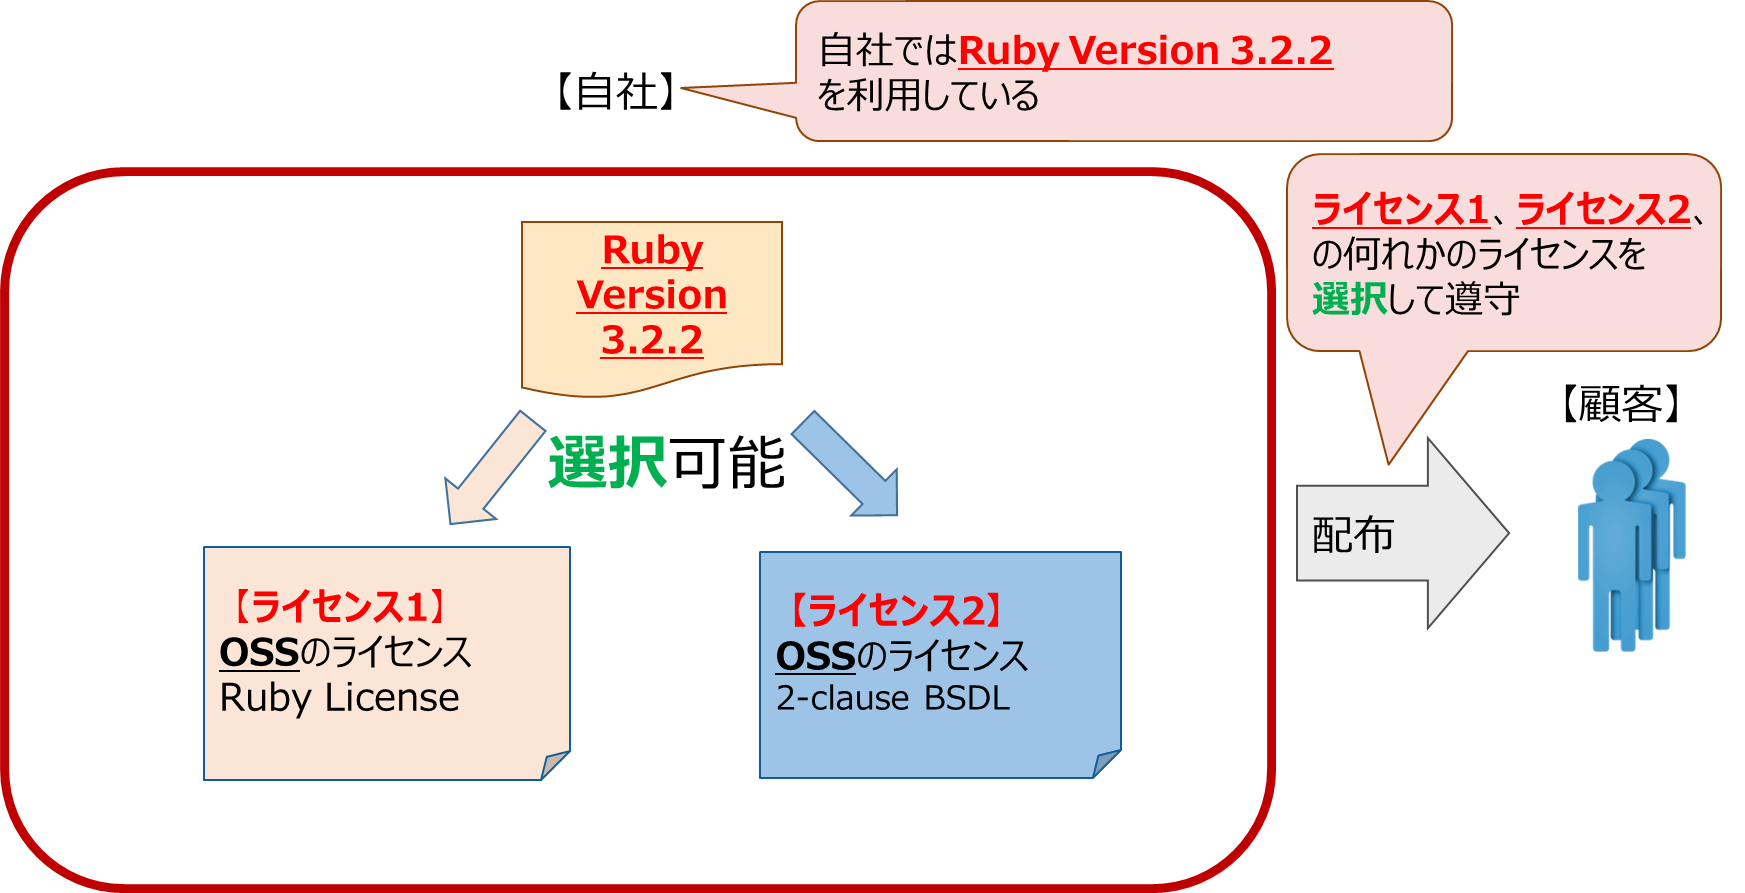 自社ではRuby Version 3.2.2
を利用している
【自社】
ライセンス1、ライセンス2、
の何れかのライセンスを
選択して遵守
Ruby
Version
3.2.2
【顧客】
選択可能
配布
【ライセンス1】
OSSのライセンス
Ruby License
【ライセンス2】
OSSのライセンス
2-clause BSDL